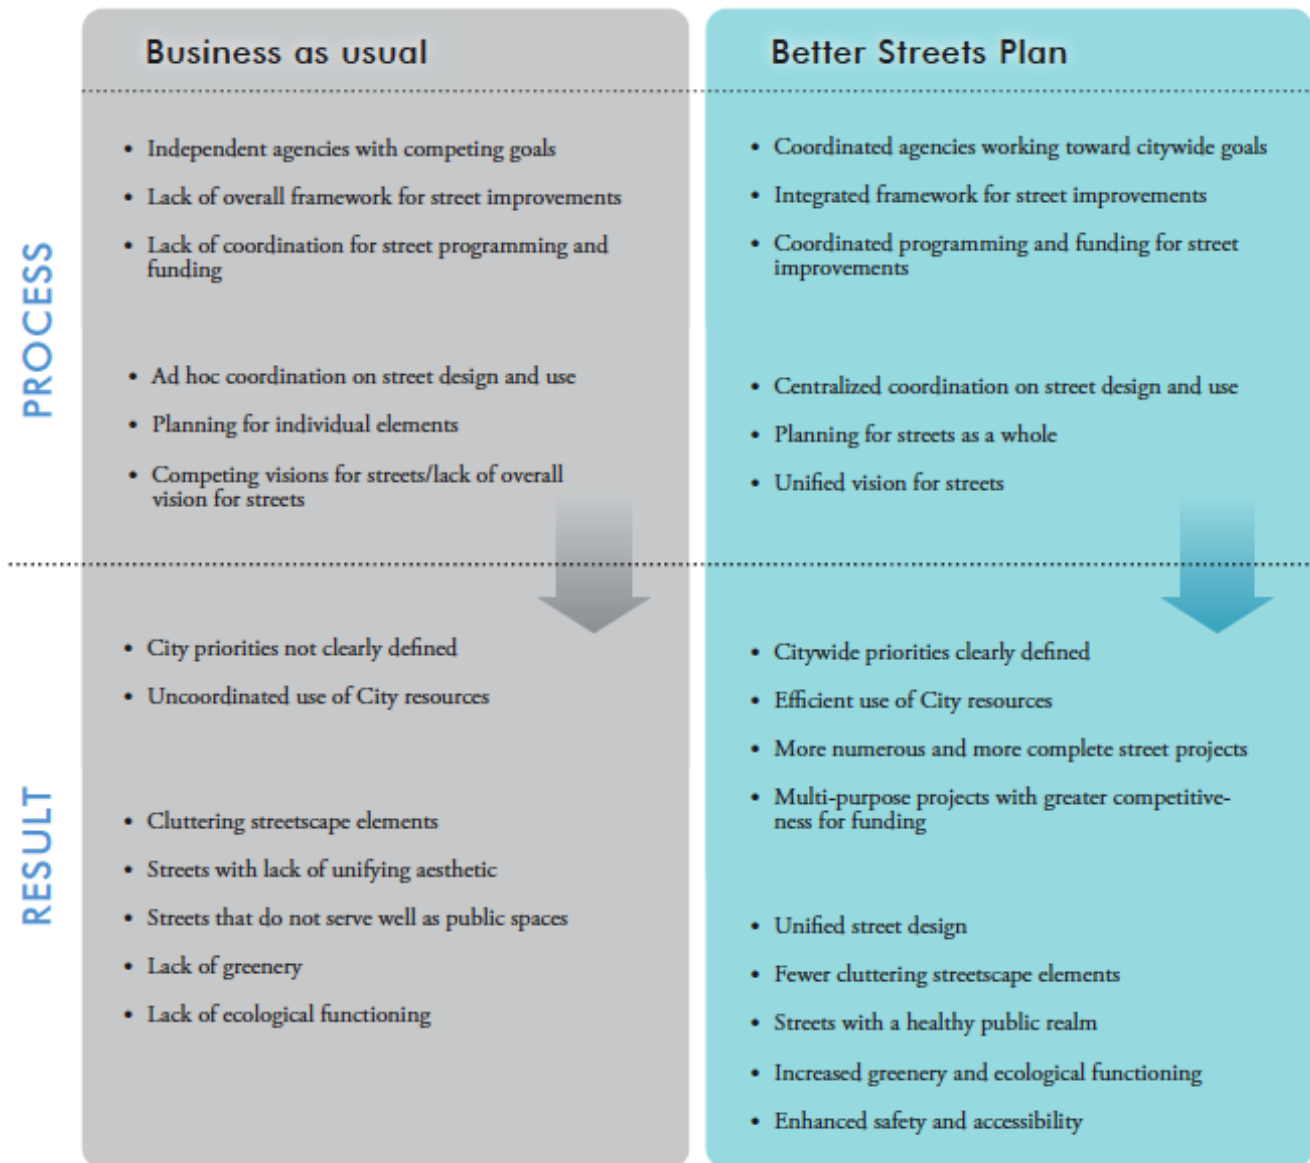 Business as usual
Better Streets Plan
PROCESS
• Independent agencies with competing goals
• Lack of overall framework for street improvements
• Lack of coordination for street programming and
funding
• Ad hoc coordination on street design and use
• Planning for individual elements
• Competing visions for streets/lack of overall
vision for streets
• Coordinated agencies working toward citywide goals
• Integrated framework for street improvements
• Coordinated programming and funding for street
improvements
• Centralized coordination on street design and use
• Planning for streets as a whole
• Unified vision for streets
RESULT
• City priorities not clearly defined
• Uncoordinated use of City resources
• Cluttering streetscape elements
• Streets with lack of unifying aesthetic
• Streets that do not serve well as public spaces
• Lack of greenery
• Lack of ecological functioning
• Citywide priorities clearly defined
• Efficient use of City resources
• More numerous and more complete street projects
• Multi-purpose projects with greater competitive-
ness for funding
• Unified street design
• Fewer cluttering streetscape elements
• Streets with a healthy public realm
• Increased greenery and ecological functioning
• Enhanced safety and accessibility